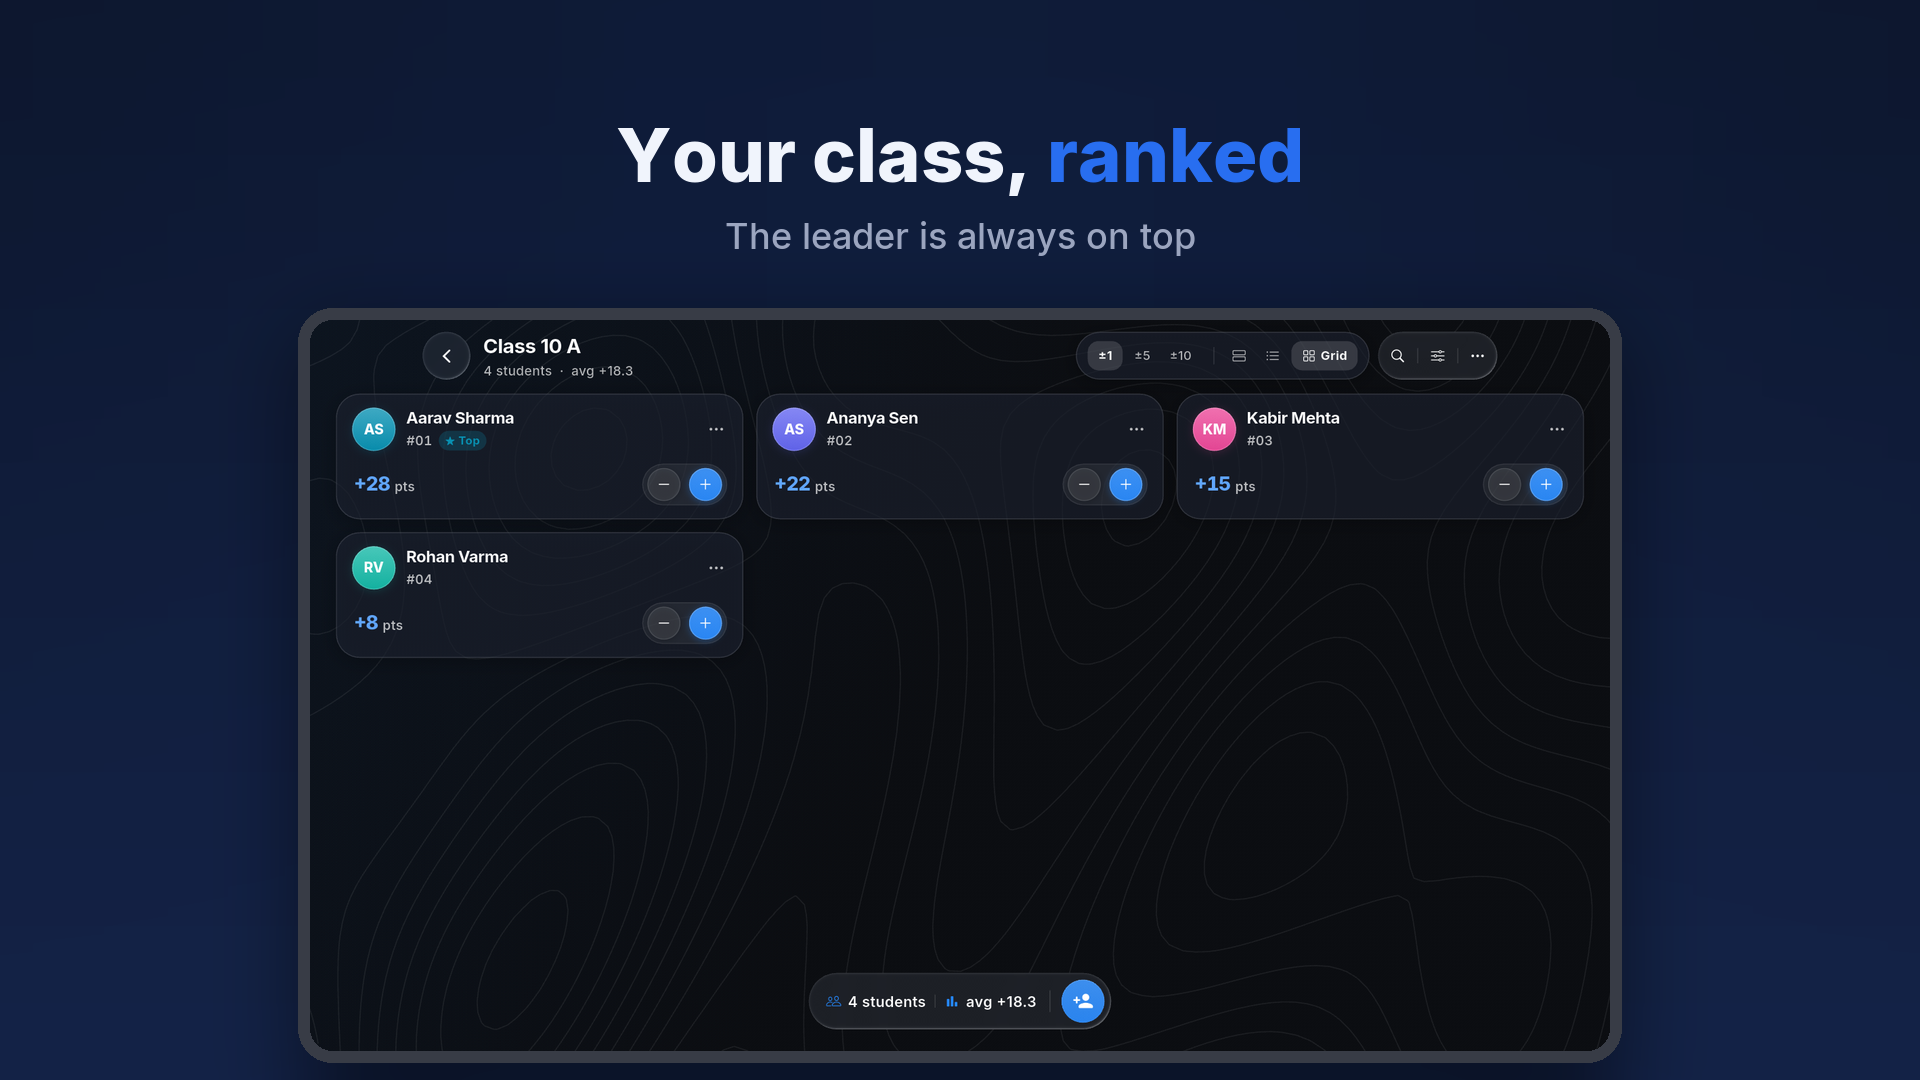 Your class, ranked
The leader is always on top
Class 10 A
4 students · avg +18.3
±1 ±5 ±10 Grid
AS Aarav Sharma
#01 Top
+28 pts
AS Ananya Sen
#02
+22 pts
KM Kabir Mehta
#03
+15 pts
RV Rohan Varma
#04
+8 pts
4 students avg +18.3